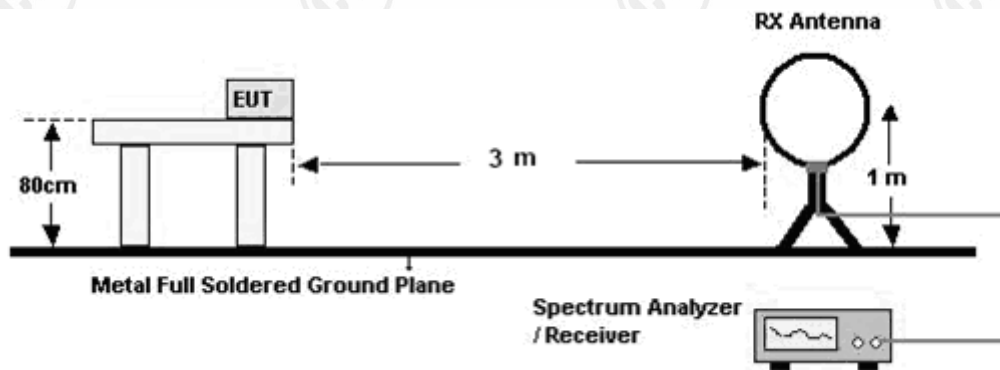 RX Antenna
EUT
80cm
3 m
1 m
Metal Full Soldered Ground Plane
Spectrum Analyzer
/ Receiver